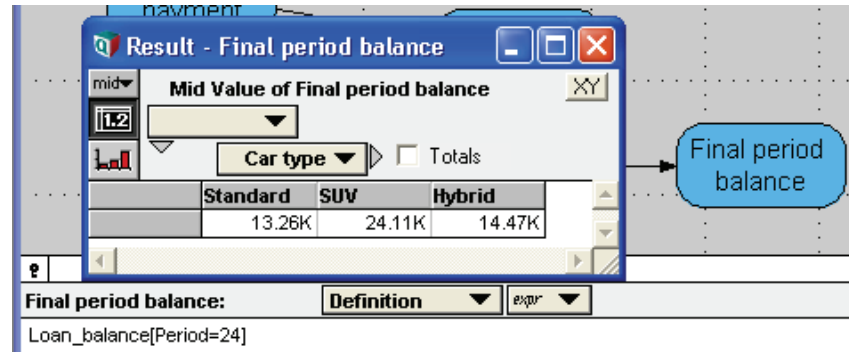 payment
Result - Final period balance
mid
Mid Value of Final period balance
XY
1.2
Car type
Totals
Standard SUV Hybrid
13.26K 24.11K 14.47K
Final period
balance
?
Final period balance: Definition expr
Loan_balance[Period=24]